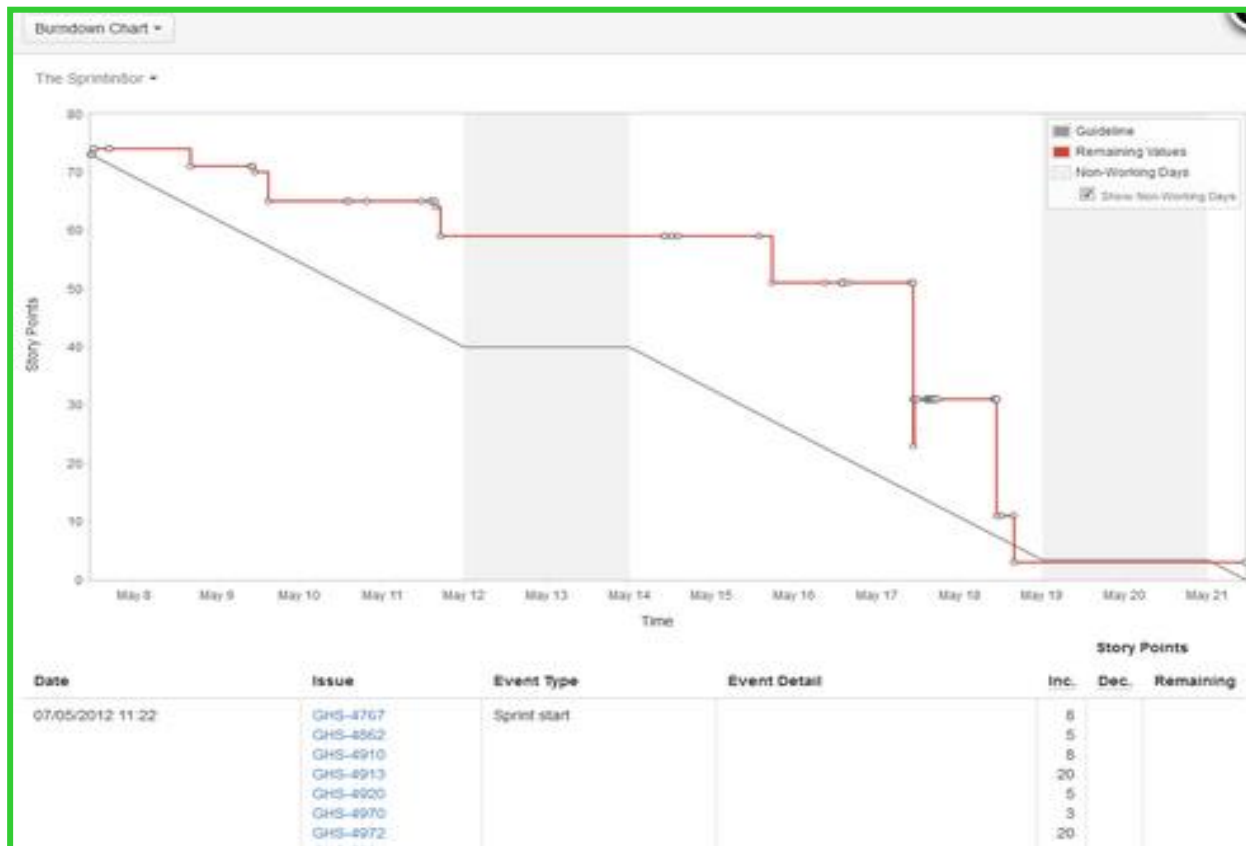 Burndown Chart
The Sprintin8or
80
70
60
50
40
30
20
10
0
Story Points
Guideline
Remaining Values
Non-Working Days
Show Non-Working Days
May 8 May 9 May 10 May 11 May 12 May 13 May 14 May 15 May 16 May 17 May 18 May 19 May 20 May 21
Time
Story Points
Date Issue Event Type Event Detail Inc. Dec. Remaining
07/05/2012 11:22 GHS-4767 Sprint start 8
GHS-4862 5
GHS-4910 8
GHS-4913 20
GHS-4920 5
GHS-4970 3
GHS-4972 20